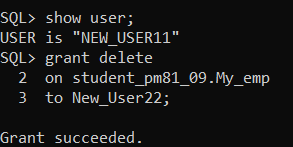 SQL> show user;
USER is "NEW_USER11"
SQL> grant delete
  2  on student_pm81_09.My_emp
  3  to New_User22;
Grant succeeded.